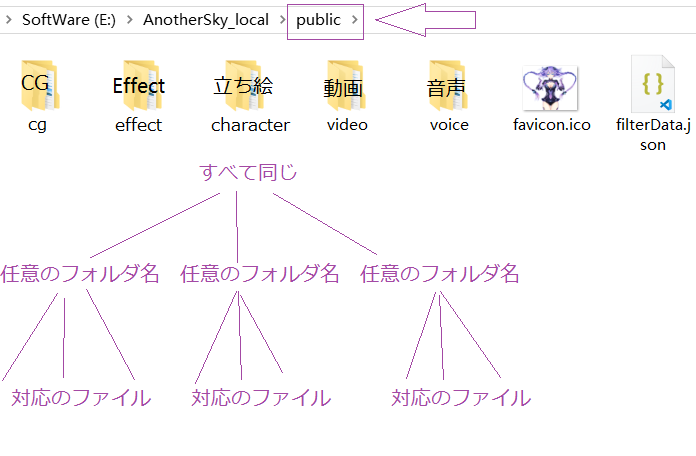 SoftWare (E:) > AnotherSky_local > public >
CG Effect 立ち絵 動画 音声 { }
cg effect character video voice favicon.ico filterData.j
son
すべて同じ
任意のフォルダ名 任意のフォルダ名 任意のフォルダ名
対応のファイル 対応のファイル 対応のファイル